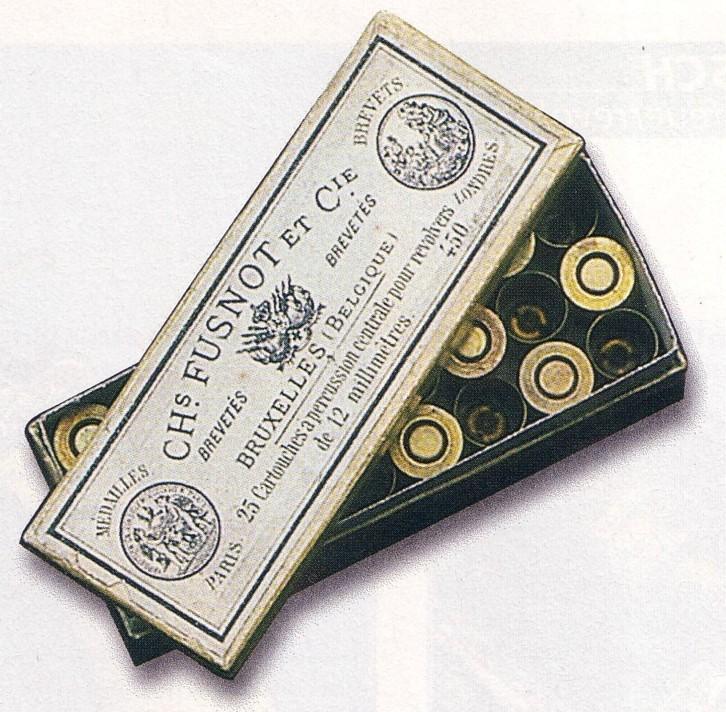 MÉDAILLES
BREVETS
CHS. FUSNOT ET CIE.
BREVETÉS
BREVETÉS
BRUXELLES, (BELGIQUE)
25 Cartouches à percussion centrale pour revolvers 450
de 12 millimètres.
PARIS
LONDRES.